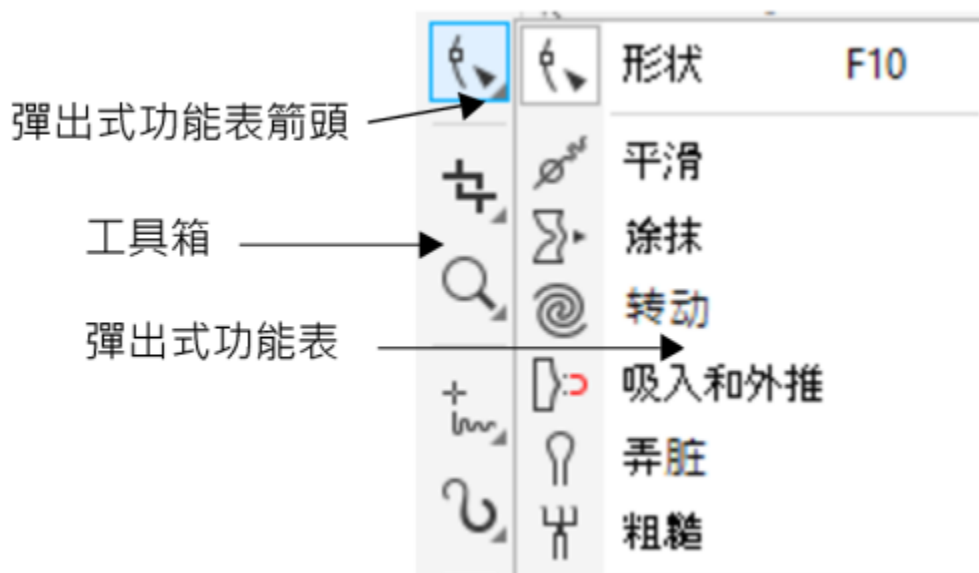 形状 F10
彈出式功能表箭頭
平滑
工具箱
涂抹
转动
彈出式功能表
吸入和外推
弄脏
粗糙